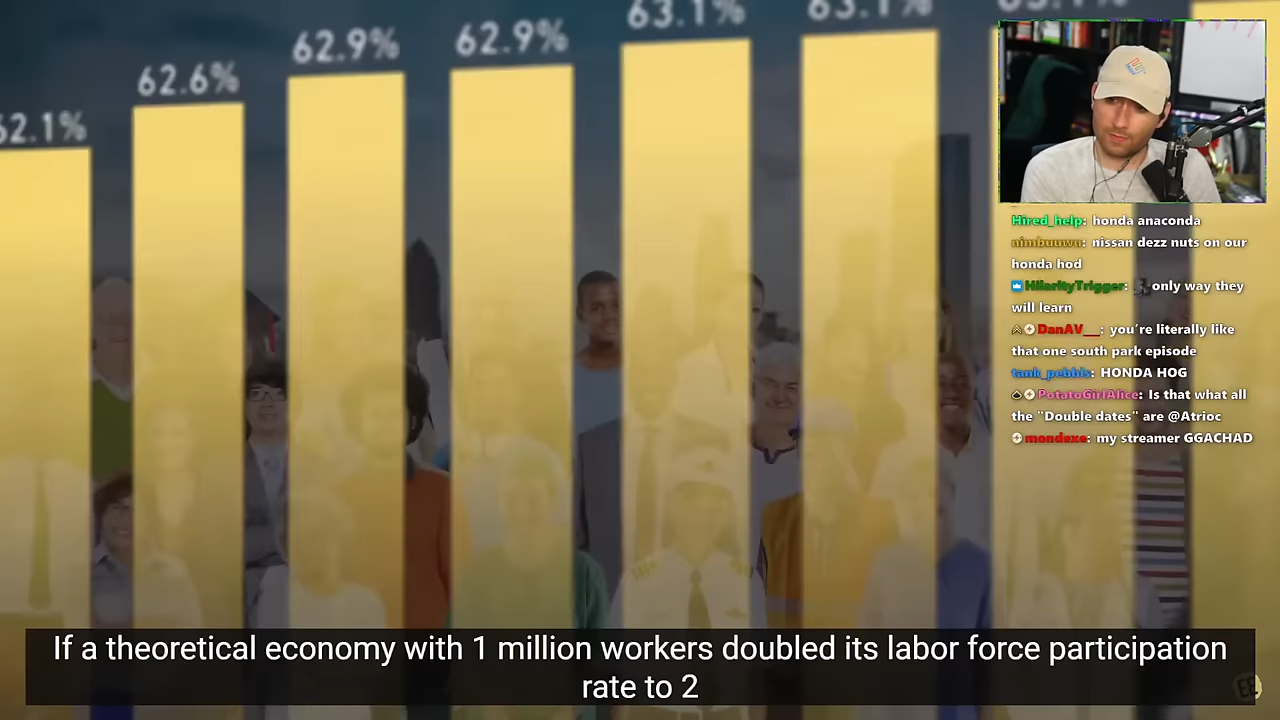 62.1%
62.6%
62.9%
62.9%
63.1%
63.1%
Hired_help: honda anaconda
nimbuuwu: nissan dezz nuts on our
honda hod
HilarityTrigger: only way they
will learn
DanAV__: you're literally like
that one south park episode
tank_pebbls: HONDA HOG
PotatoGirlAlice: Is that what all
the "Double dates" are @Atrioc
mondexe: my streamer GGACHAD
If a theoretical economy with 1 million workers doubled its labor force participation
rate to 2
EE